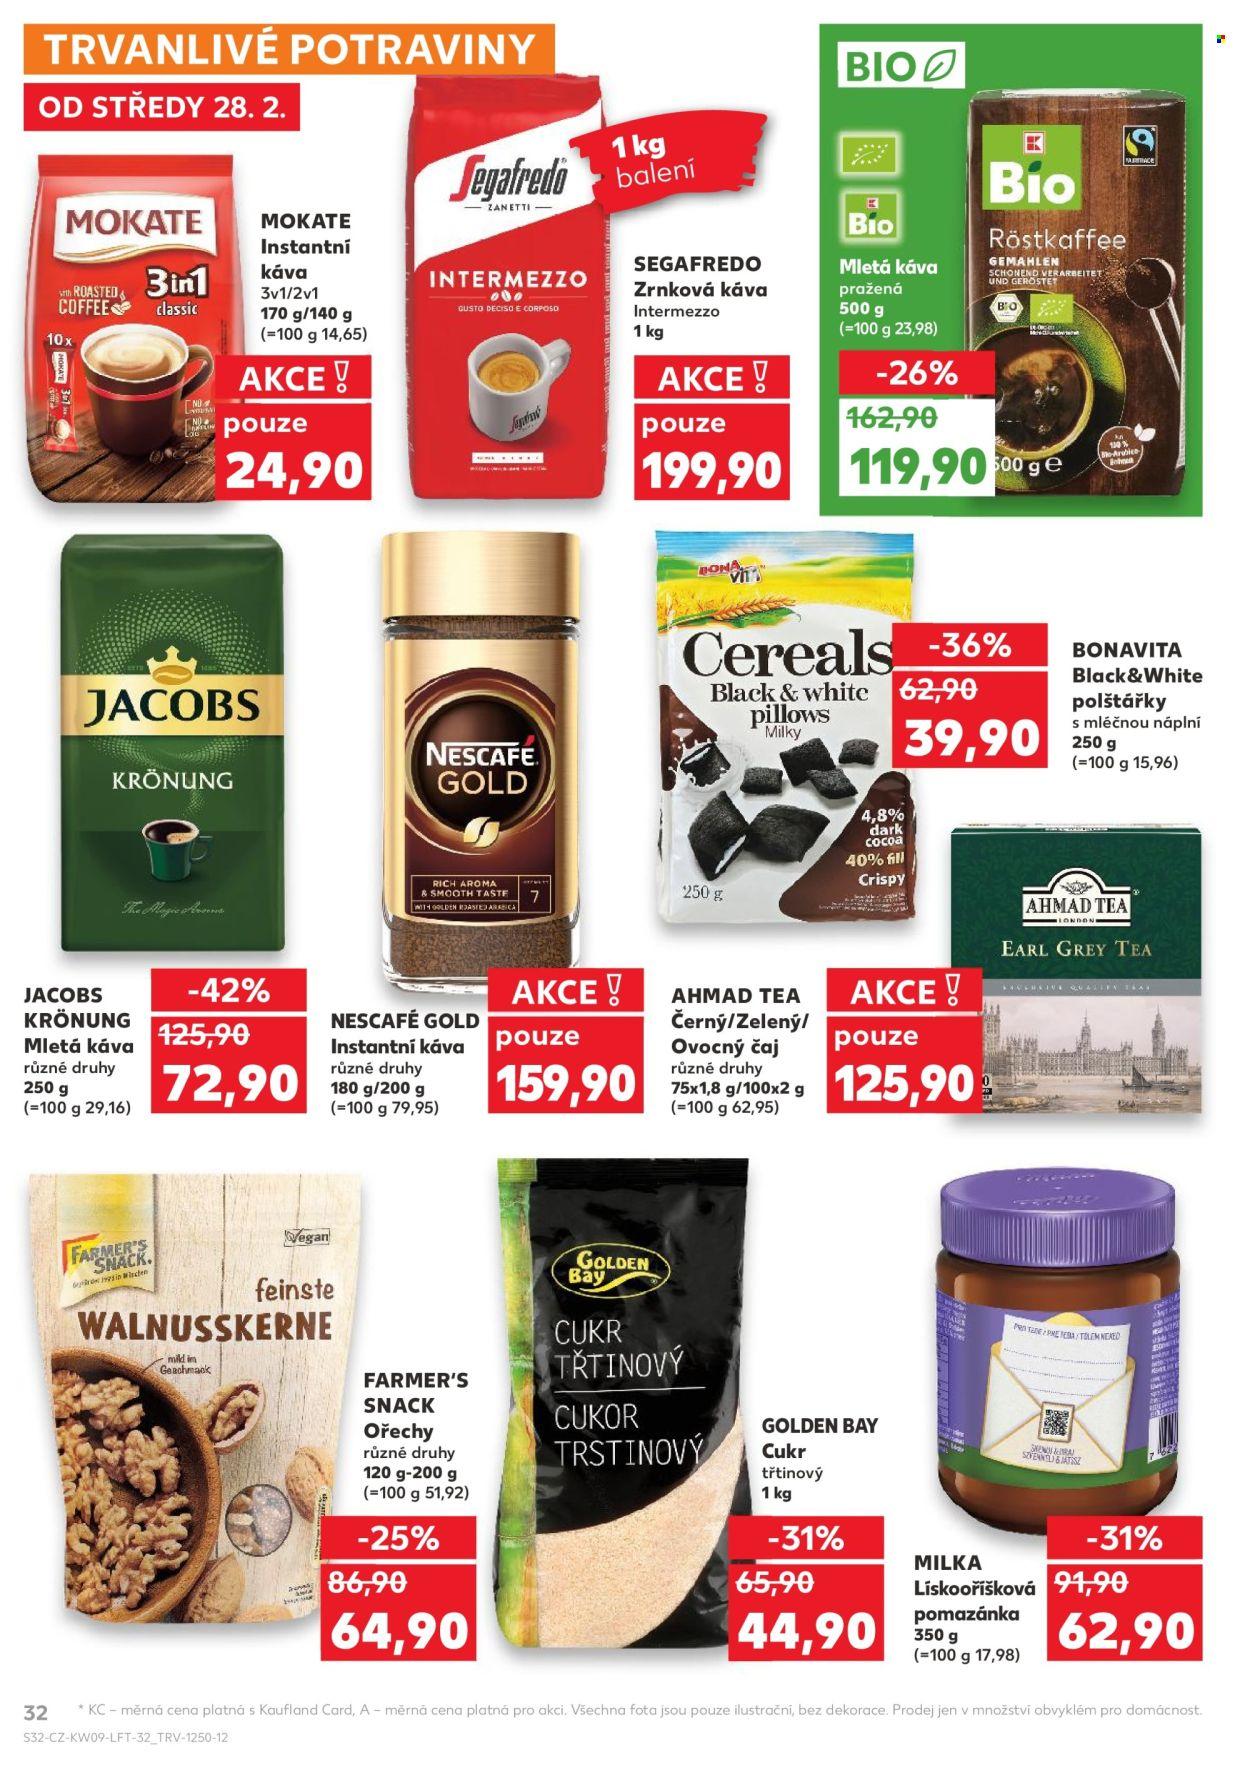 TRVANLIVÉ POTRAVINY
OD STŘEDY 28. 2.
MOKATE
3in1
classic
with ROASTED
COFFEE
10x
MOKATE
Instantní
káva
3v1/2v1
170 g/140 g
(=100 g 14,65)
AKCE!
pouze
24,90
Segafredo
ZANETTI
INTERMEZZO
GUSTO DECISO E CORPOSO
Segafredo
1 kg
balení
SEGAFREDO
Zrnková káva
Intermezzo
1 kg
AKCE!
pouze
199,90
BIO
Bio
Mletá káva
pražená
500 g
(=100 g 23,98)
-26%
162,90
119,90
Bio
FAIRTRADE
Röstkaffee
GEMAHLEN
SCHONEND VERARBEITET
UND GERÖSTET
BIO
500 g e
JACOBS
KRÖNUNG
The Magic Aroma
JACOBS
KRÖNUNG
Mletá káva
různé druhy
250 g
(=100 g 29,16)
-42%
125,90
72,90
NESCAFÉ
GOLD
RICH AROMA
& SMOOTH TASTE
WITH GOLDEN ROASTED ARABICA
7
NESCAFÉ GOLD
Instantní káva
různé druhy
180 g/200 g
(=100 g 79,95)
AKCE!
pouze
159,90
BONA
VITA
Cereals
Black & white
pillows
Milky
4,8%
dark
cocoa
40% fill
Crispy
250 g
-36%
62,90
39,90
BONAVITA
Black&White
polštářky
s mléčnou náplní
250 g
(=100 g 15,96)
AHMAD TEA
LONDON
EARL GREY TEA
EXCLUSIVE QUALITY TEAS
AHMAD TEA
Černý/Zelený/
Ovocný čaj
různé druhy
75x1,8 g/100x2 g
(=100 g 62,95)
AKCE!
pouze
125,90
FARMER'S
SNACK.
Vegan
feinste
WALNUSSKERNE
mild im
Geschmack
FARMER'S
SNACK
Ořechy
různé druhy
120 g-200 g
(=100 g 51,92)
-25%
86,90
64,90
GOLDEN
BAY
CUKR
TŘTINOVÝ
CUKOR
TRSTINOVÝ
GOLDEN BAY
Cukr
třtinový
1 kg
-31%
65,90
44,90
PRO TEBE / PRE TEBA / TŐLEM NEKED
MILKA
Lískooříšková
pomazánka
350 g
(=100 g 17,98)
-31%
91,90
62,90
32
* KC – měrná cena platná s Kaufland Card, A – měrná cena platná pro akci. Všechna fota jsou pouze ilustrační, bez dekorace. Prodej jen v množství obvyklém pro domácnost.
S32-CZ-KW09-LFT-32_TRV-1250-12